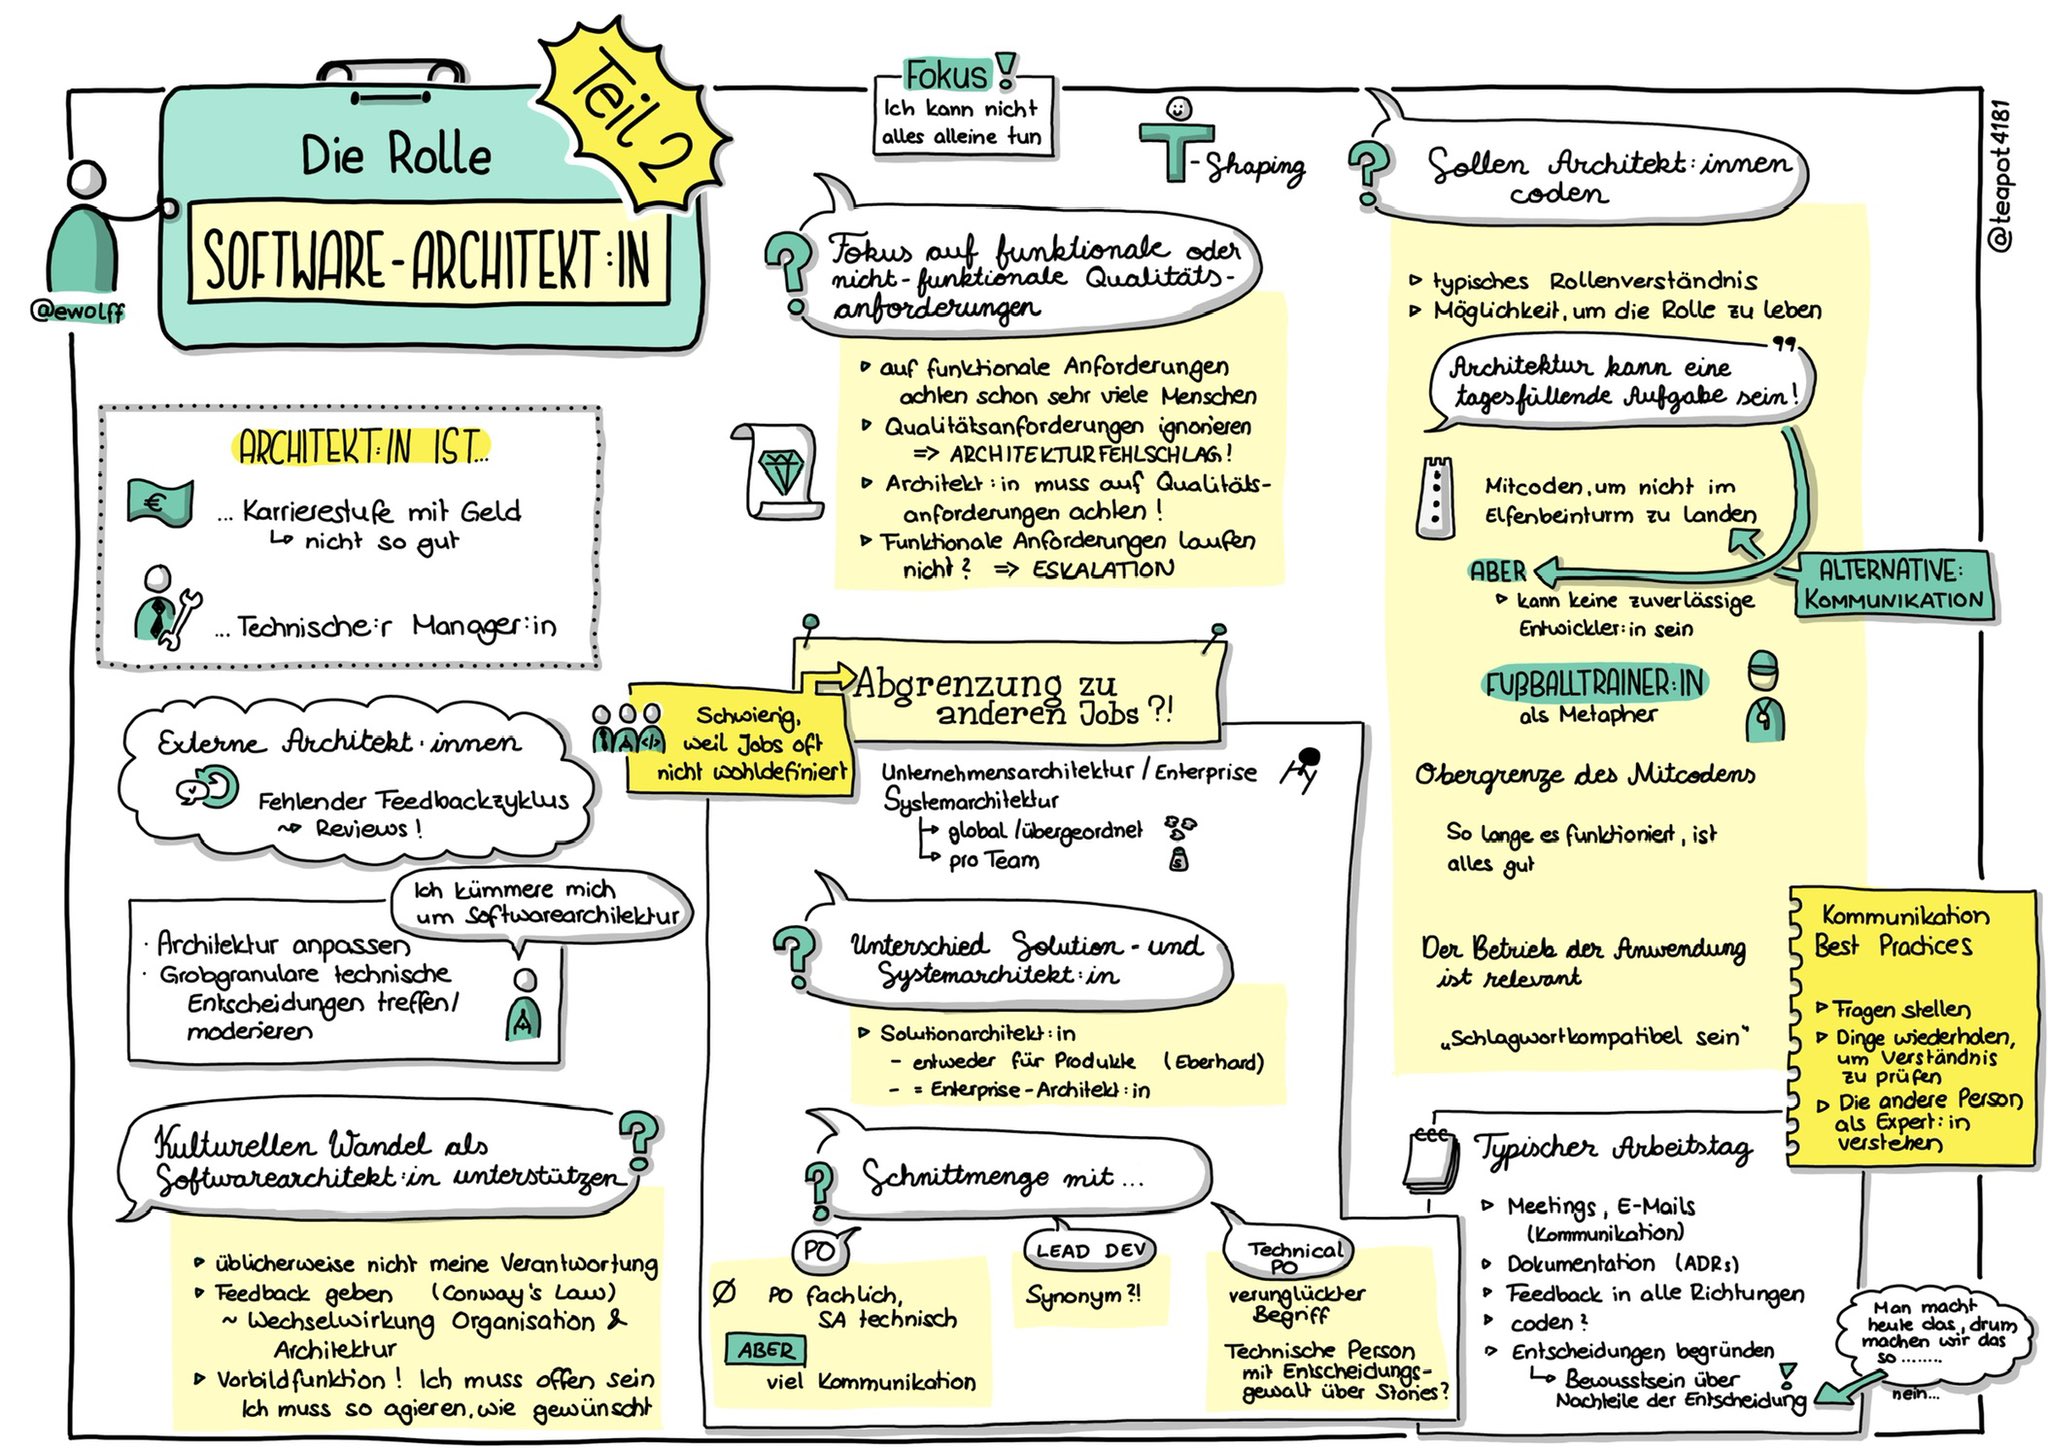 Die Rolle
SOFTWARE-ARCHITEKT:IN
Teil 2
@ewolff
ARCHITEKT:IN IST...
€
... Karrierestufe mit Geld
↳ nicht so gut
... Technische:r Manager:in
Externe Architekt:innen
Fehlender Feedbackzyklus
~> Reviews!
Ich kümmere mich
um Softwarearchitektur
· Architektur anpassen
· Grobgranulare technische
Entscheidungen treffen/
moderieren
Kulturellen Wandel als
Softwarearchitekt:in unterstützen
?
▹ üblicherweise nicht meine Verantwortung
▹ Feedback geben (Conway's Law)
~ Wechselwirkung Organisation &
Architektur
▹ Vorbildfunktion! Ich muss offen sein
Ich muss so agieren, wie gewünscht
Fokus!
Ich kann nicht
alles alleine tun
T-Shaping
?
Fokus auf funktionale oder
nicht-funktionale Qualitäts-
anforderungen
▹ auf funktionale Anforderungen
achten schon sehr viele Menschen
▹ Qualitätsanforderungen ignorieren
=> ARCHITEKTURFEHLSCHLAG!
▹ Architekt:in muss auf Qualitäts-
anforderungen achten!
▹ Funktionale Anforderungen laufen
nicht? => ESKALATION
Schwierig,
weil Jobs oft
nicht wohldefiniert
</>
Abgrenzung zu
anderen Jobs?!
Unternehmensarchitektur / Enterprise
Systemarchitektur
↳ global / übergeordnet
↳ pro Team
?
Unterschied Solution- und
Systemarchitekt:in
▹ Solutionarchitekt:in
- entweder für Produkte (Eberhard)
- = Enterprise-Architekt:in
?
Schnittmenge mit ...
PO
Ø PO fachlich,
SA technisch
ABER
viel Kommunikation
LEAD DEV
Synonym?!
Technical
PO
verunglückter
Begriff
Technische Person
mit Entscheidungs-
gewalt über Stories?
?
Sollen Architekt:innen
coden
▹ typisches Rollenverständnis
▹ Möglichkeit, um die Rolle zu leben
Architektur kann eine
tagesfüllende Aufgabe sein!
Mitcoden, um nicht im
Elfenbeinturm zu landen
ABER
▹ kann keine zuverlässige
Entwickler:in sein
ALTERNATIVE:
KOMMUNIKATION
FUßBALLTRAINER:IN
als Metapher
Obergrenze des Mitcodens
So lange es funktioniert, ist
alles gut
Der Betrieb der Anwendung
ist relevant
„Schlagwortkompatibel sein"
Kommunikation
Best Practices
▹ Fragen stellen
▹ Dinge wiederholen,
um Verständnis
zu prüfen
▹ Die andere Person
als Expert:in
verstehen
Typischer Arbeitstag
▹ Meetings, E-Mails
(Kommunikation)
▹ Dokumentation (ADRs)
▹ Feedback in alle Richtungen
▹ coden?
▹ Entscheidungen begründen
↳ Bewusstsein über
Nachteile der Entscheidung
!
Man macht
heute das, drum
machen wir das
so ........
nein...
@teapot4181